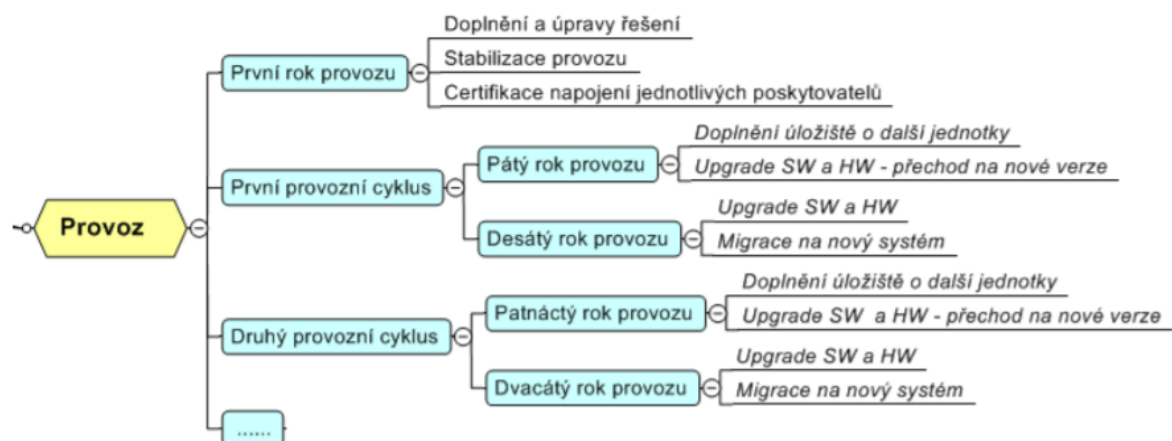 Provoz
První rok provozu
Doplnění a úpravy řešení
Stabilizace provozu
Certifikace napojení jednotlivých poskytovatelů
První provozní cyklus
Pátý rok provozu
Doplnění úložiště o další jednotky
Upgrade SW a HW - přechod na nové verze
Desátý rok provozu
Upgrade SW a HW
Migrace na nový systém
Druhý provozní cyklus
Patnáctý rok provozu
Doplnění úložiště o další jednotky
Upgrade SW a HW - přechod na nové verze
Dvacátý rok provozu
Upgrade SW a HW
Migrace na nový systém
......